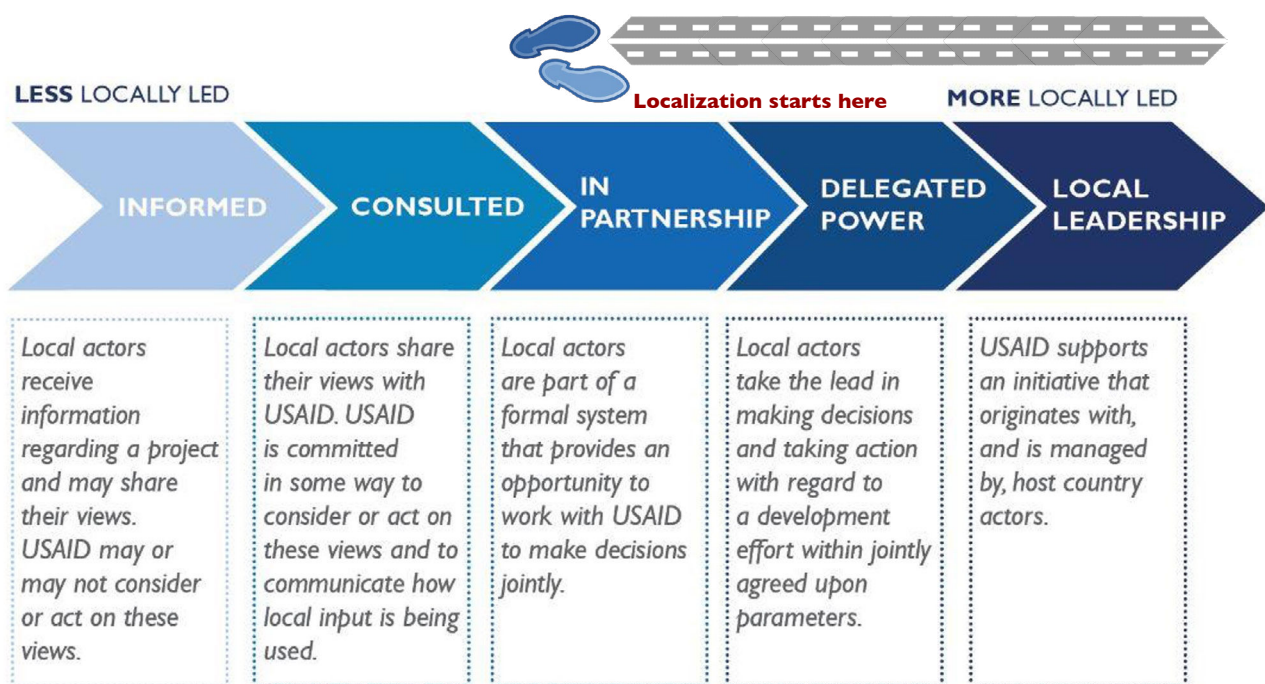 Localization starts here
LESS LOCALLY LED
MORE LOCALLY LED
INFORMED
CONSULTED
IN
PARTNERSHIP
DELEGATED
POWER
LOCAL
LEADERSHIP
Local actors
receive
information
regarding a project
and may share
their views.
USAID may or
may not consider
or act on these
views.
Local actors share
their views with
USAID. USAID
is committed
in some way to
consider or act on
these views and to
communicate how
local input is being
used.
Local actors
are part of a
formal system
that provides an
opportunity to
work with USAID
to make decisions
jointly.
Local actors
take the lead in
making decisions
and taking action
with regard to
a development
effort within jointly
agreed upon
parameters.
USAID supports
an initiative that
originates with,
and is managed
by, host country
actors.